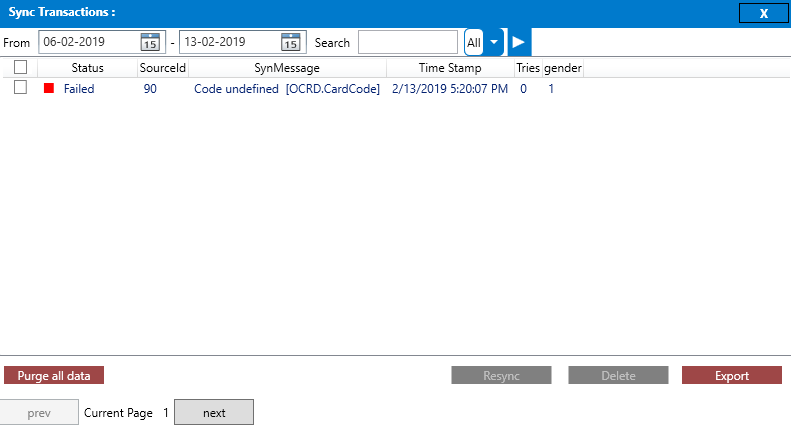 Sync Transactions :
X
From 06-02-2019 15 - 13-02-2019 15 Search All
Status SourceId SynMessage Time Stamp Tries gender
Failed 90 Code undefined [OCRD.CardCode] 2/13/2019 5:20:07 PM 0 1
Purge all data Resync Delete Export
prev Current Page 1 next